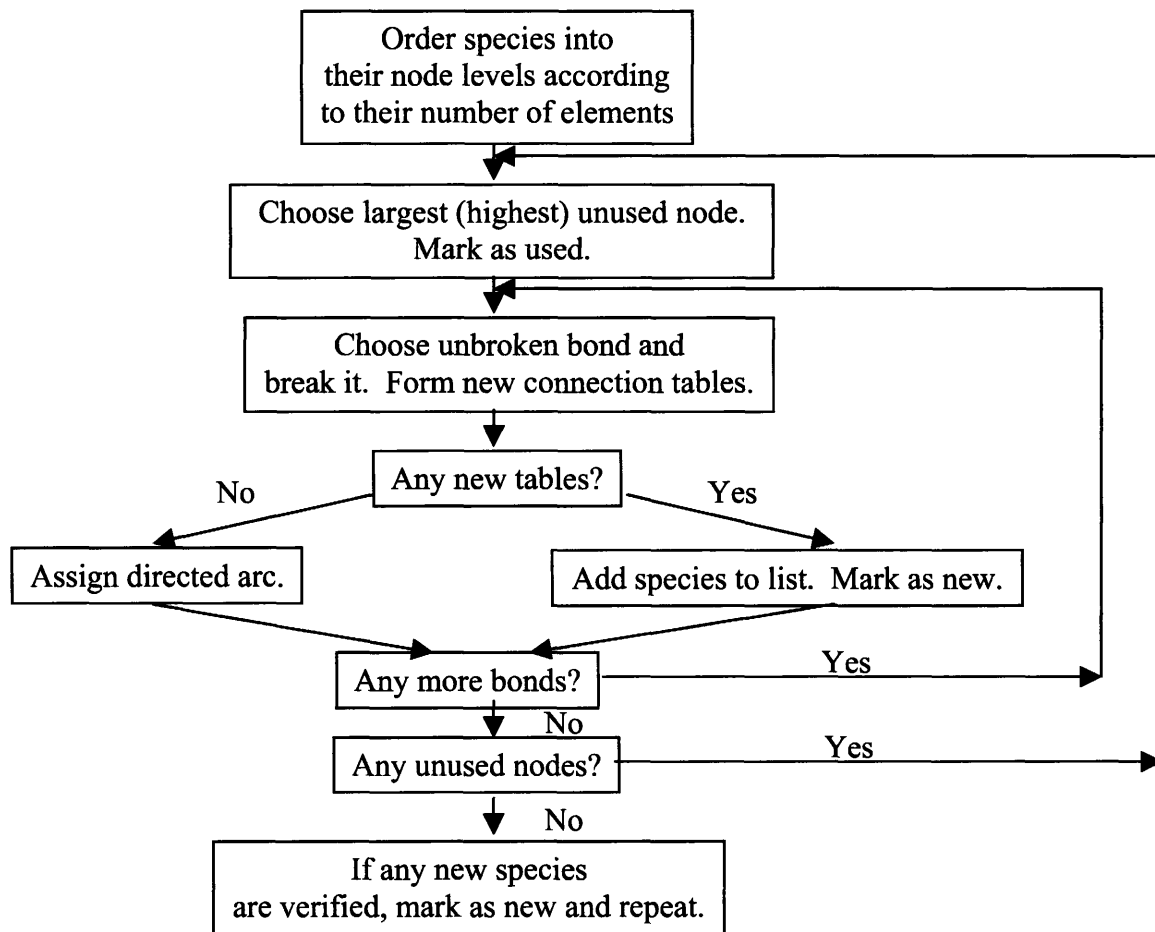 Order species into
their node levels according
to their number of elements
Choose largest (highest) unused node.
Mark as used.
Choose unbroken bond and
break it. Form new connection tables.
Any new tables?
No
Yes
Assign directed arc.
Add species to list. Mark as new.
Any more bonds?
Yes
No
Any unused nodes?
Yes
No
If any new species
are verified, mark as new and repeat.